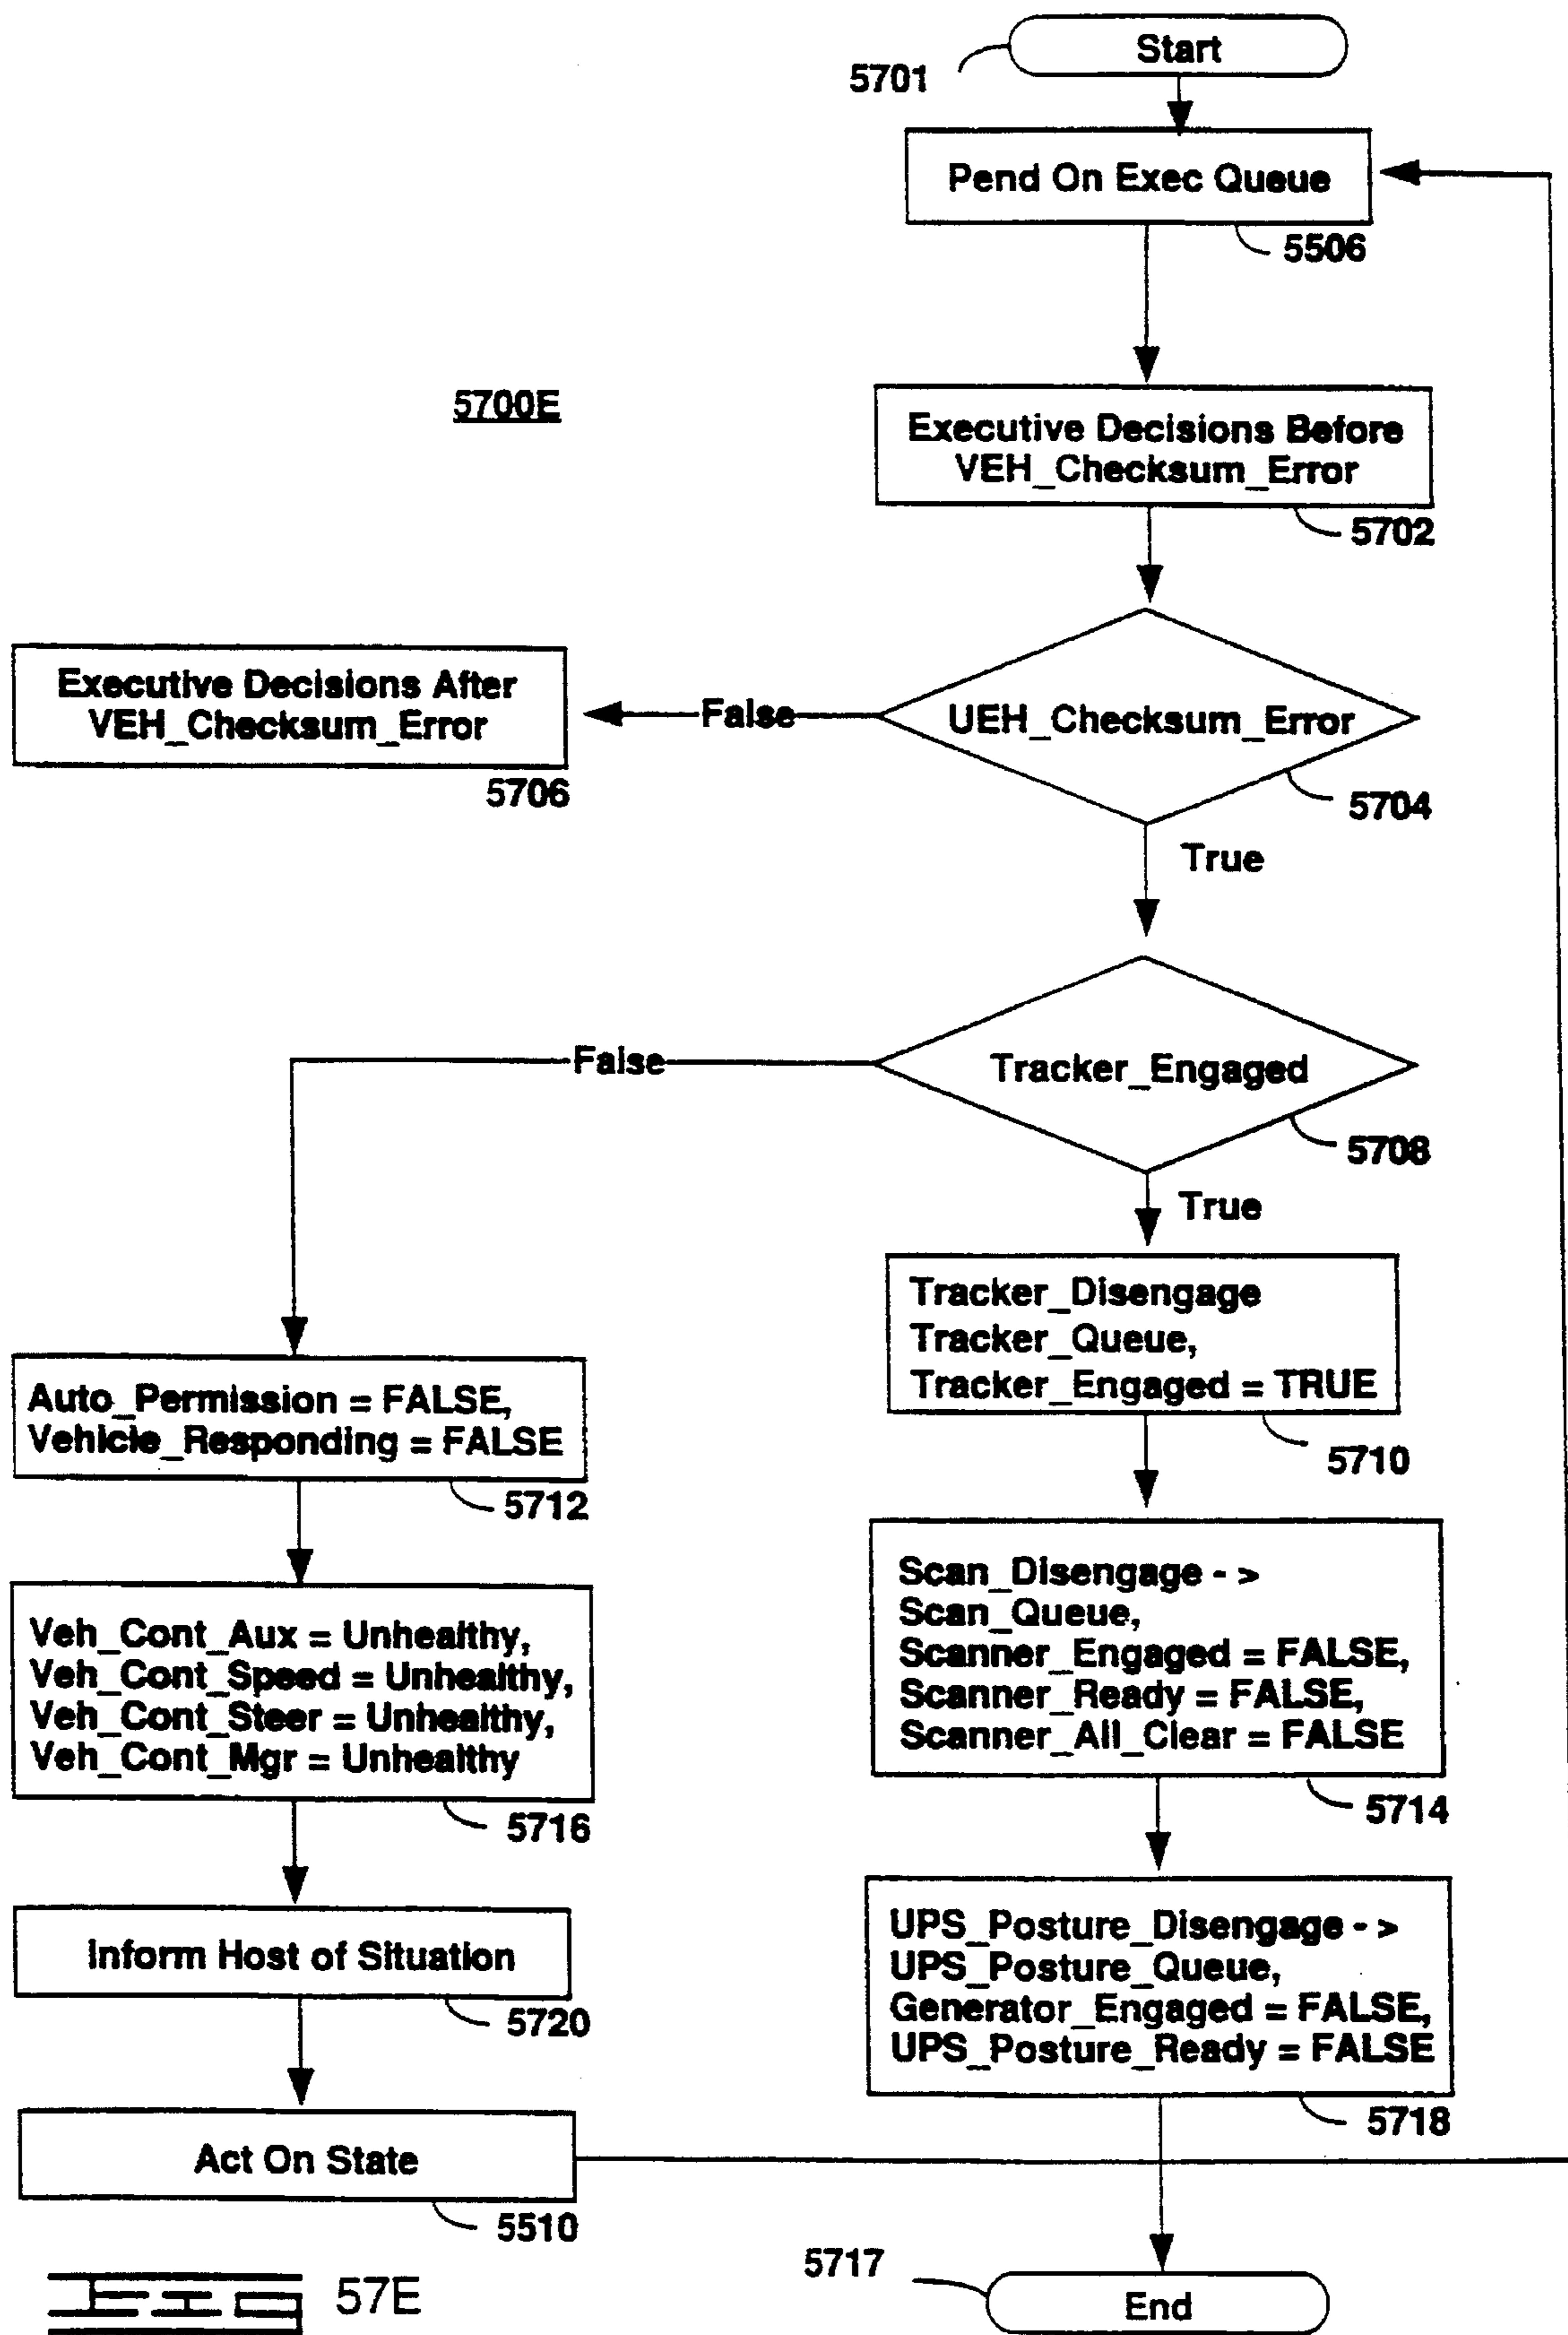 Start
5701
Pend On Exec Queue
5506
5700E
Executive Decisions Before
VEH_Checksum_Error
5702
Executive Decisions After
VEH_Checksum_Error
5706
False
UEH_Checksum_Error
5704
True
False
Tracker_Engaged
5708
True
Tracker_Disengage
Tracker_Queue,
Tracker_Engaged = TRUE
5710
Auto_Permission = FALSE,
Vehicle_Responding = FALSE
5712
Scan_Disengage - >
Scan_Queue,
Scanner_Engaged = FALSE,
Scanner_Ready = FALSE,
Scanner_All_Clear = FALSE
5714
Veh_Cont_Aux = Unhealthy,
Veh_Cont_Speed = Unhealthy,
Veh_Cont_Steer = Unhealthy,
Veh_Cont_Mgr = Unhealthy
5716
UPS_Posture_Disengage - >
UPS_Posture_Queue,
Generator_Engaged = FALSE,
UPS_Posture_Ready = FALSE
5718
Inform Host of Situation
5720
Act On State
5510
5717
End
FIG 57E